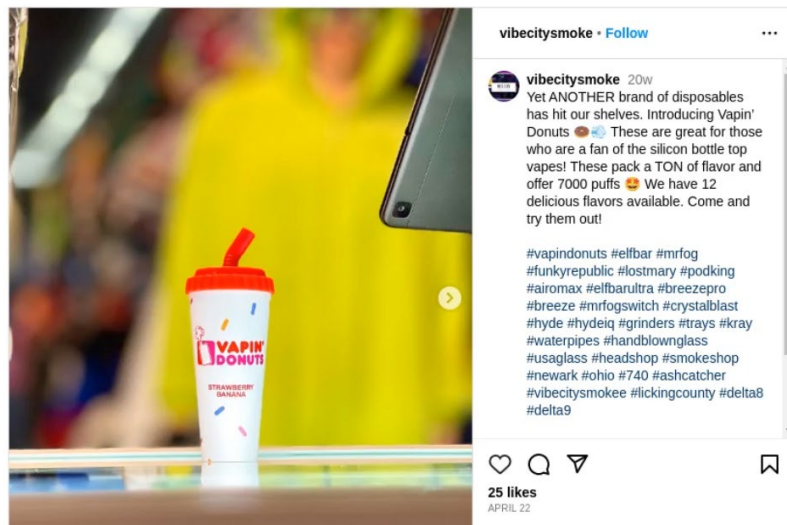 vibecitysmoke • Follow
vibecitysmoke 20w
Yet ANOTHER brand of disposables
has hit our shelves. Introducing Vapin'
Donuts 🍩💨 These are great for those
who are a fan of the silicon bottle top
vapes! These pack a TON of flavor and
offer 7000 puffs 🤩 We have 12
delicious flavors available. Come and
try them out!
#vapindonuts #elfbar #mrfog
#funkyrepublic #lostmary #podking
#airomax #elfbarultra #breezepro
#breeze #mrfogswitch #crystalblast
#hyde #hydeiq #grinders #trays #kray
#waterpipes #handblownglass
#usaglass #headshop #smokeshop
#newark #ohio #740 #ashcatcher
#vibecitysmokee #lickingcounty #delta8
#delta9
25 likes
APRIL 22
VAPIN'
DONUTS
STRAWBERRY
BANANA